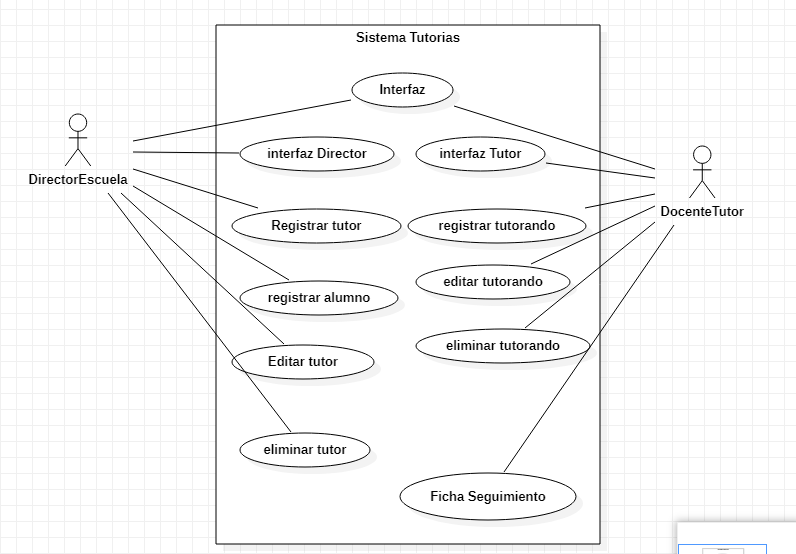 Sistema Tutorias
Interfaz
interfaz Director
interfaz Tutor
DirectorEscuela
DocenteTutor
Registrar tutor
registrar tutorando
registrar alumno
editar tutorando
Editar tutor
eliminar tutorando
eliminar tutor
Ficha Seguimiento